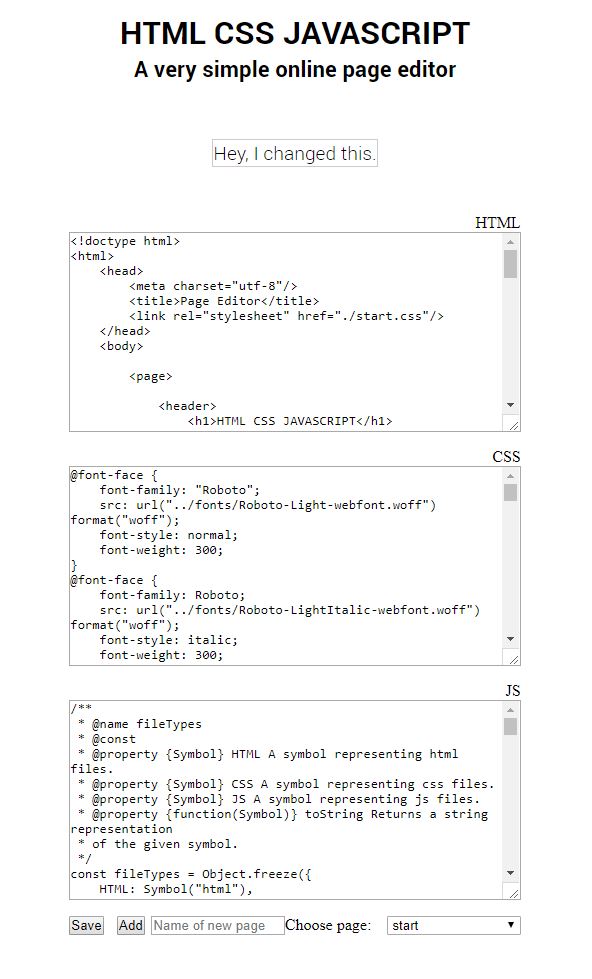 HTML CSS JAVASCRIPT
A very simple online page editor
Hey, I changed this.
HTML
<!doctype html>
<html>
    <head>
        <meta charset="utf-8"/>
        <title>Page Editor</title>
        <link rel="stylesheet" href="./start.css"/>
    </head>
    <body>
        <page>
            <header>
                <h1>HTML CSS JAVASCRIPT</h1>
CSS
@font-face {
    font-family: "Roboto";
    src: url("../fonts/Roboto-Light-webfont.woff")
format("woff");
    font-style: normal;
    font-weight: 300;
}
@font-face {
    font-family: Roboto;
    src: url("../fonts/Roboto-LightItalic-webfont.woff")
format("woff");
    font-style: italic;
    font-weight: 300;
JS
/**
 * @name fileTypes
 * @const
 * @property {Symbol} HTML A symbol representing html
files.
 * @property {Symbol} CSS A symbol representing css files.
 * @property {Symbol} JS A symbol representing js files.
 * @property {function(Symbol)} toString Returns a string
representation
 * of the given symbol.
 */
const fileTypes = Object.freeze({
    HTML: Symbol("html"),
Save Add Name of new page Choose page: start